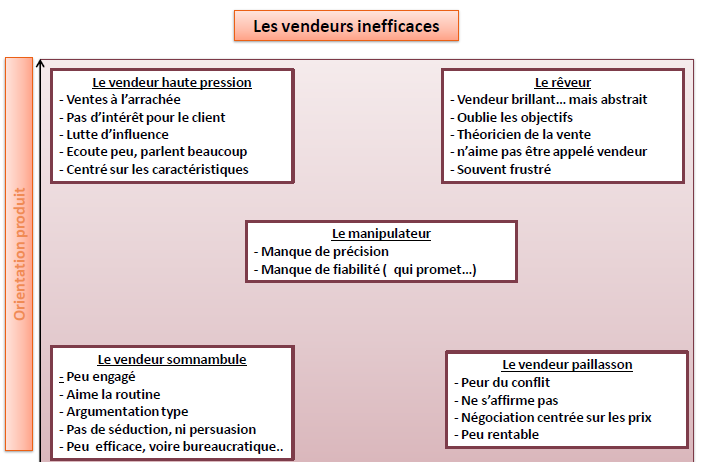 Les vendeurs inefficaces
Orientation produit
Le vendeur haute pression
- Ventes à l'arrachée
- Pas d'intérêt pour le client
- Lutte d'influence
- Ecoute peu, parlent beaucoup
- Centré sur les caractéristiques
Le rêveur
- Vendeur brillant... mais abstrait
- Oublie les objectifs
- Théoricien de la vente
- n'aime pas être appelé vendeur
- Souvent frustré
Le manipulateur
- Manque de précision
- Manque de fiabilité ( qui promet...)
Le vendeur somnambule
- Peu engagé
- Aime la routine
- Argumentation type
- Pas de séduction, ni persuasion
- Peu efficace, voire bureaucratique..
Le vendeur paillasson
- Peur du conflit
- Ne s'affirme pas
- Négociation centrée sur les prix
- Peu rentable